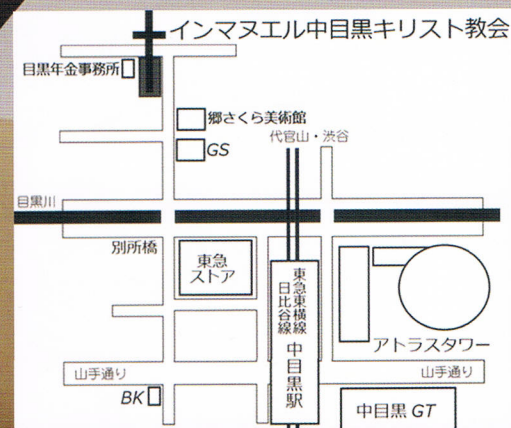 インマヌエル中目黒キリスト教会
目黒年金事務所
郷さくら美術館
GS
代官山・渋谷
目黒川
別所橋
東急
ストア
東急東横線
日比谷線
中目黒駅
アトラスタワー
山手通り
山手通り
BK
中目黒 GT